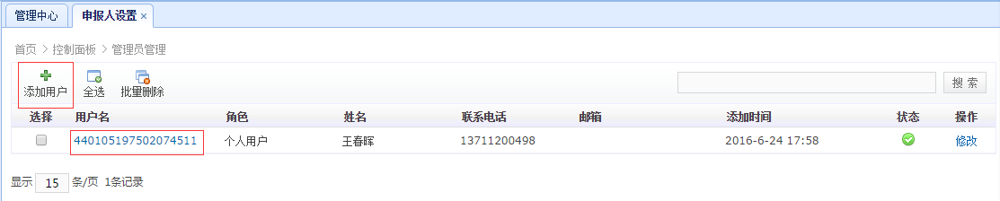 管理中心 申报人设置 ×
首页 > 控制面板 > 管理员管理
添加用户 全选 批量删除 搜 索
选择 用户名 角色 姓名 联系电话 邮箱 添加时间 状态 操作
440105197502074511 个人用户 王春晖 13711200498 2016-6-24 17:58 修改
显示 15 条/页 1条记录